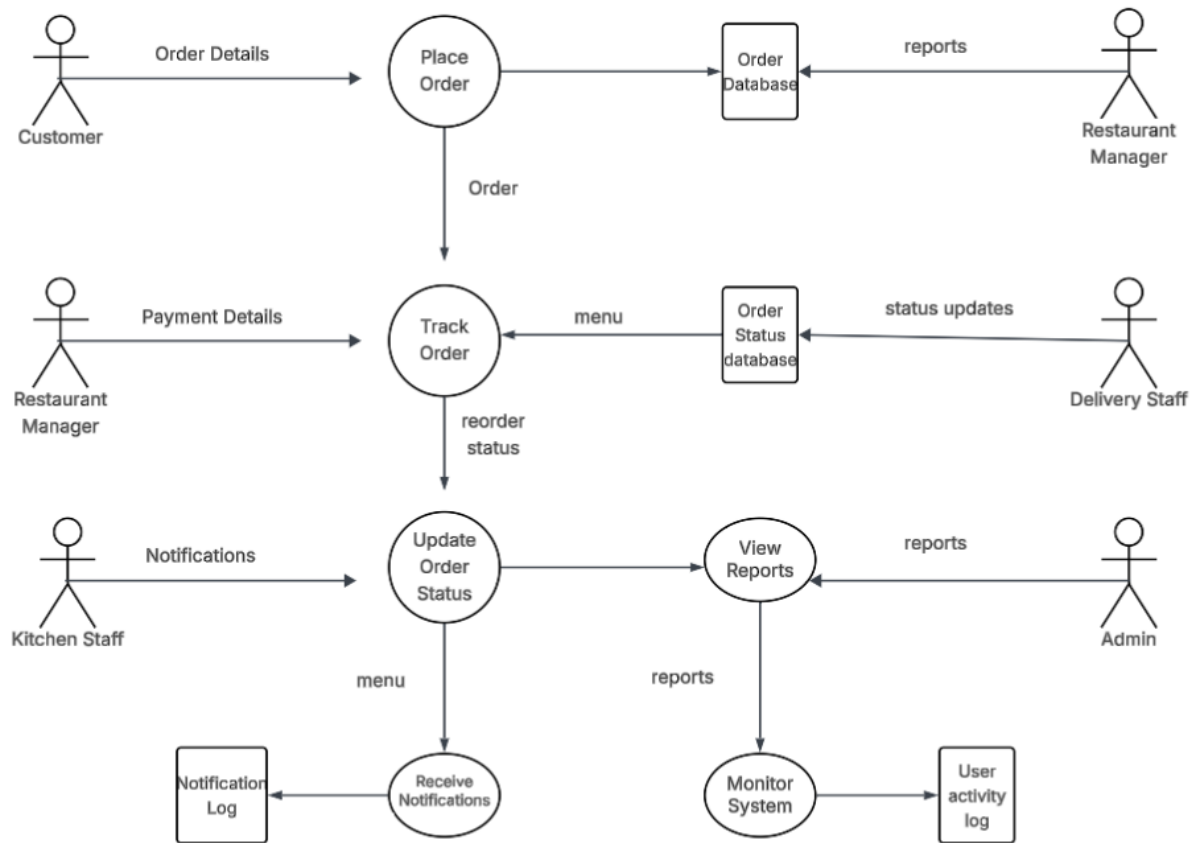 Order Details
Place
Order
Order
Database
reports
Customer
Restaurant
Manager
Order
Payment Details
Track
Order
menu
Order
Status
database
status updates
Restaurant
Manager
Delivery Staff
reorder
status
Notifications
Update
Order
Status
View
Reports
reports
Kitchen Staff
Admin
menu
reports
Notification
Log
Receive
Notifications
Monitor
System
User
activity
log